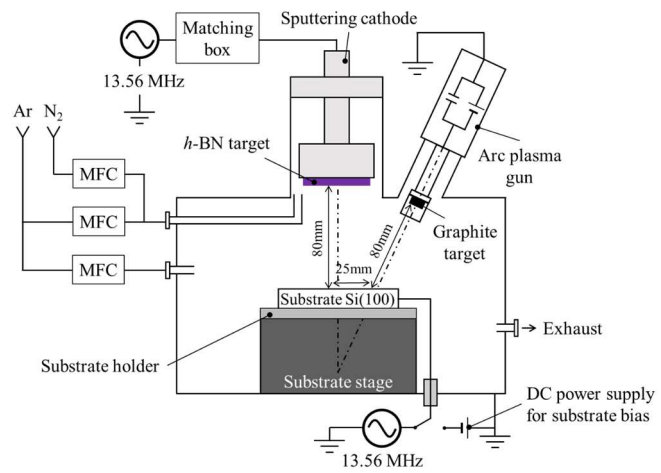 Sputtering cathode
Matching
box
13.56 MHz
Ar N₂
h-BN target
MFC
MFC
MFC
Arc plasma
gun
Graphite
target
80mm
80mm
25mm
Substrate Si(100)
Exhaust
Substrate holder
Substrate stage
DC power supply
for substrate bias
13.56 MHz